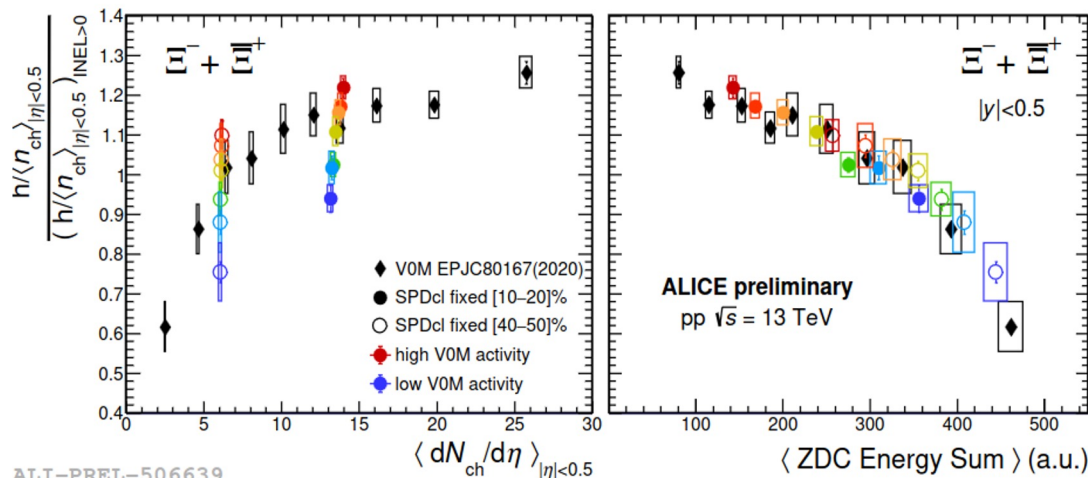 h/⟨n_ch⟩_|η|<0.5
(h/⟨n_ch⟩_|η|<0.5)_INEL>0
1.4
1.3
1.2
1.1
1
0.9
0.8
0.7
0.6
0.5
0.4
Ξ⁻ + Ξ̅⁺
V0M EPJC80167(2020)
SPDcl fixed [10–20]%
SPDcl fixed [40–50]%
high V0M activity
low V0M activity
0 5 10 15 20 25 30
⟨ dN_ch/dη ⟩_|η|<0.5
Ξ⁻ + Ξ̅⁺
|y|<0.5
ALICE preliminary
pp √s = 13 TeV
100 200 300 400 500
⟨ ZDC Energy Sum ⟩ (a.u.)
ALI-PREL-506639